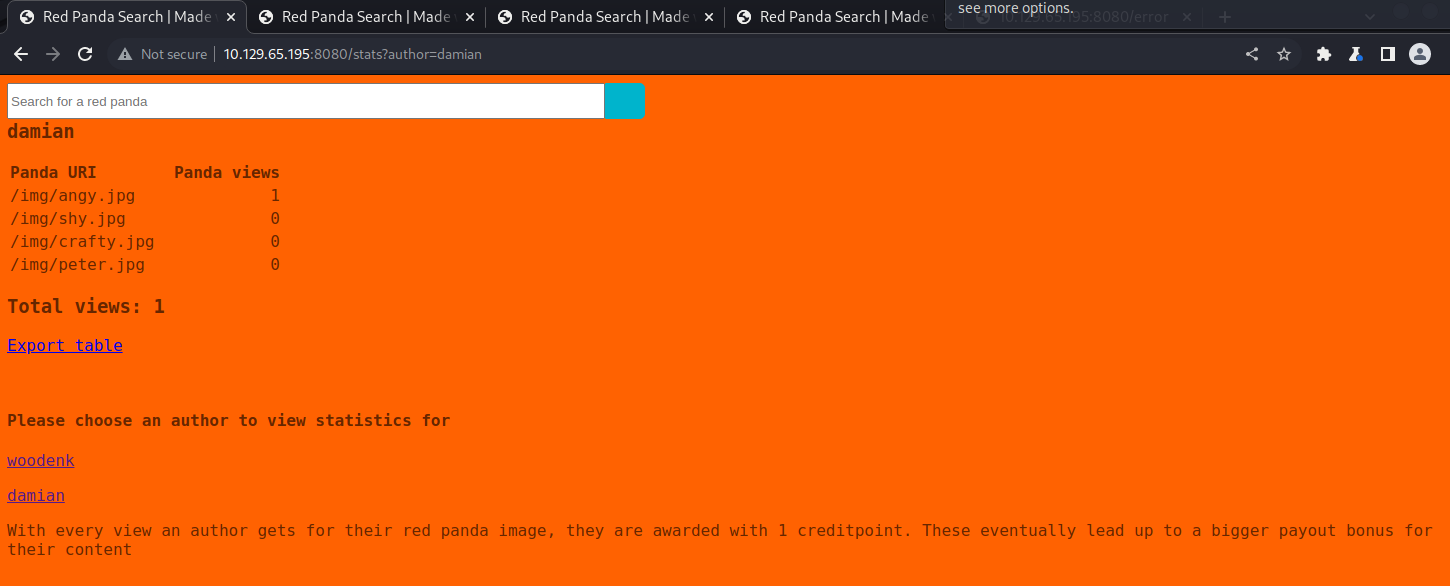 Red Panda Search | Made Red Panda Search | Made Red Panda Search | Made Red Panda Search | Made 10.129.65.195:8080/error
see more options.
Not secure 10.129.65.195:8080/stats?author=damian
Search for a red panda
damian
Panda URI Panda views
/img/angy.jpg 1
/img/shy.jpg 0
/img/crafty.jpg 0
/img/peter.jpg 0
Total views: 1
Export table
Please choose an author to view statistics for
woodenk
damian
With every view an author gets for their red panda image, they are awarded with 1 creditpoint. These eventually lead up to a bigger payout bonus for
their content